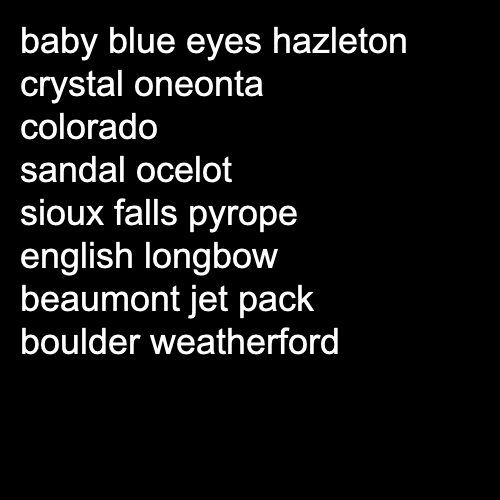 baby blue eyes hazleton
crystal oneonta
colorado
sandal ocelot
sioux falls pyrope
english longbow
beaumont jet pack
boulder weatherford